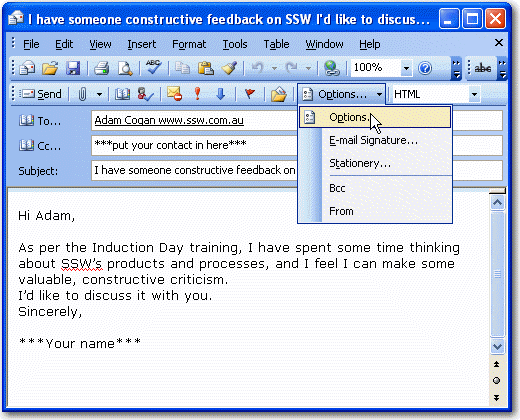 I have someone constructive feedback on SSW I'd like to discus...
File Edit View Insert Format Tools Table Window Help
100% abc
Send Options... HTML
Options...
To... Adam Cogan www.ssw.com.au
E-mail Signature...
Cc... ***put your contact in here***
Stationery...
Subject: I have someone constructive feedback on
Bcc
From
Hi Adam,
As per the Induction Day training, I have spent some time thinking
about SSW's products and processes, and I feel I can make some
valuable, constructive criticism.
I'd like to discuss it with you.
Sincerely,
***Your name***